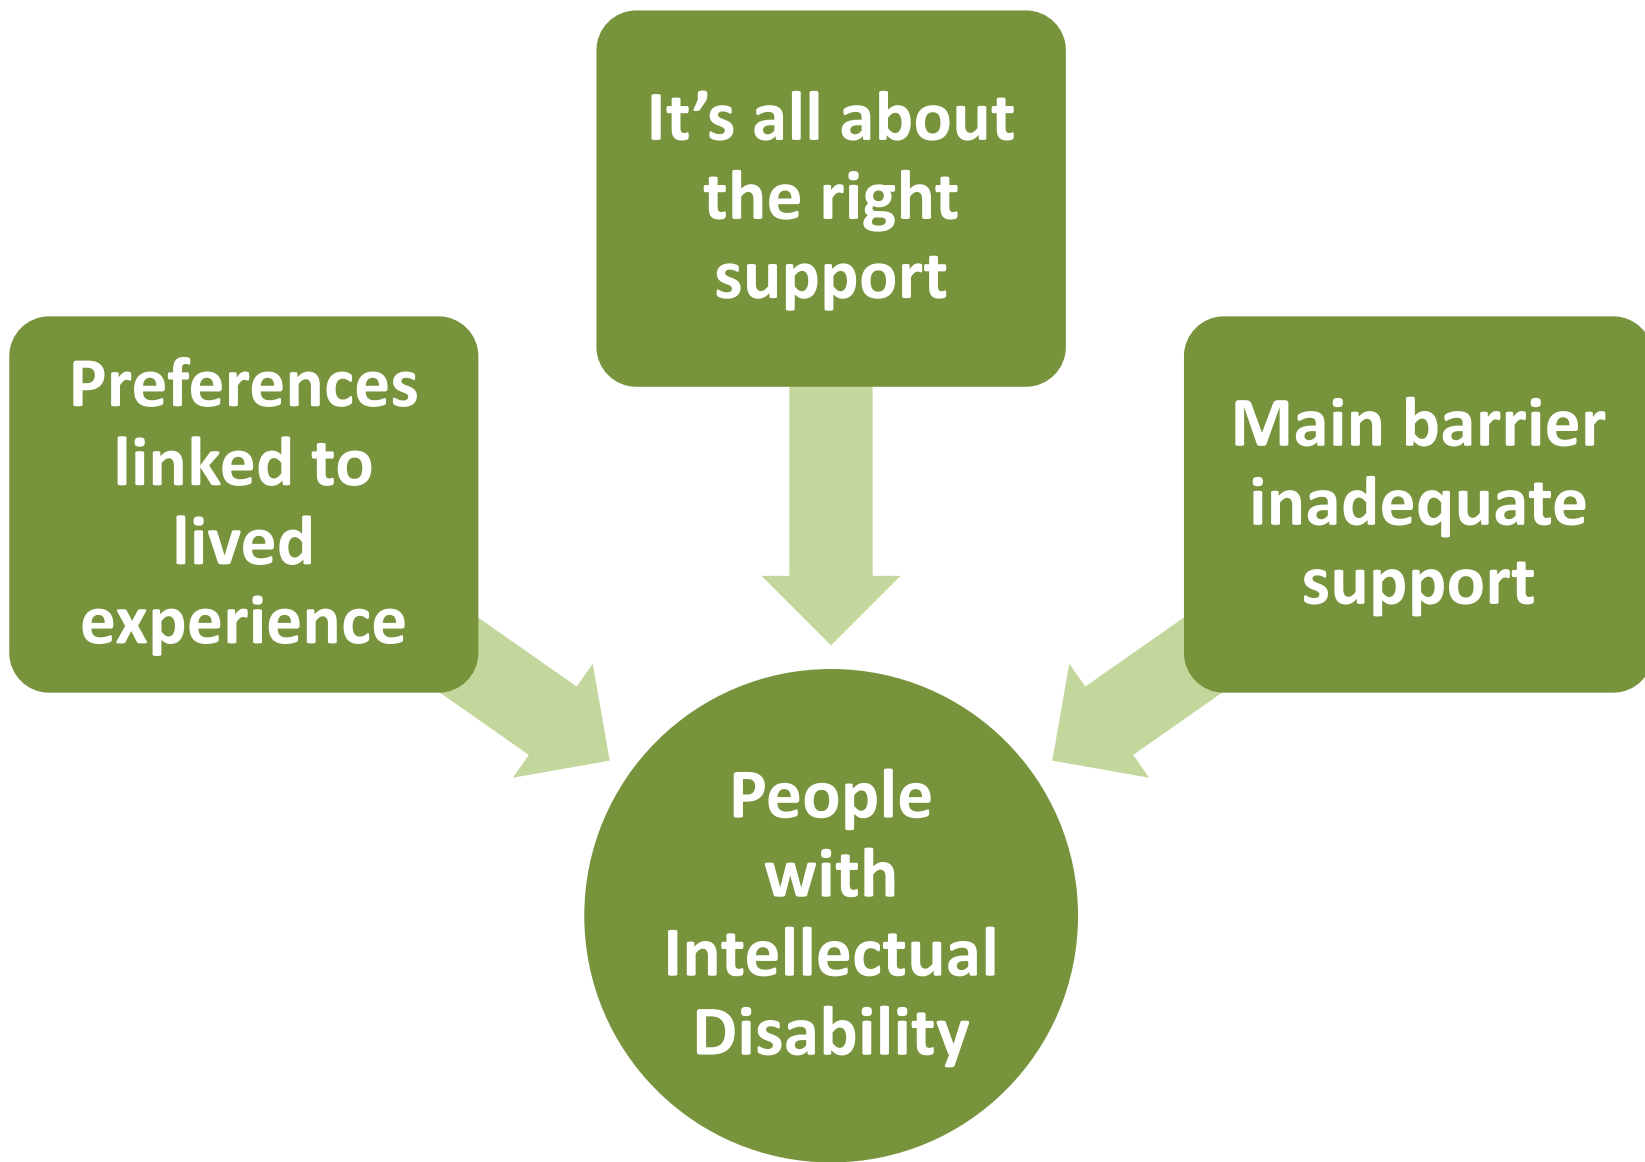 It’s all about
the right
support
Preferences
linked to
lived
experience
Main barrier
inadequate
support
People
with
Intellectual
Disability